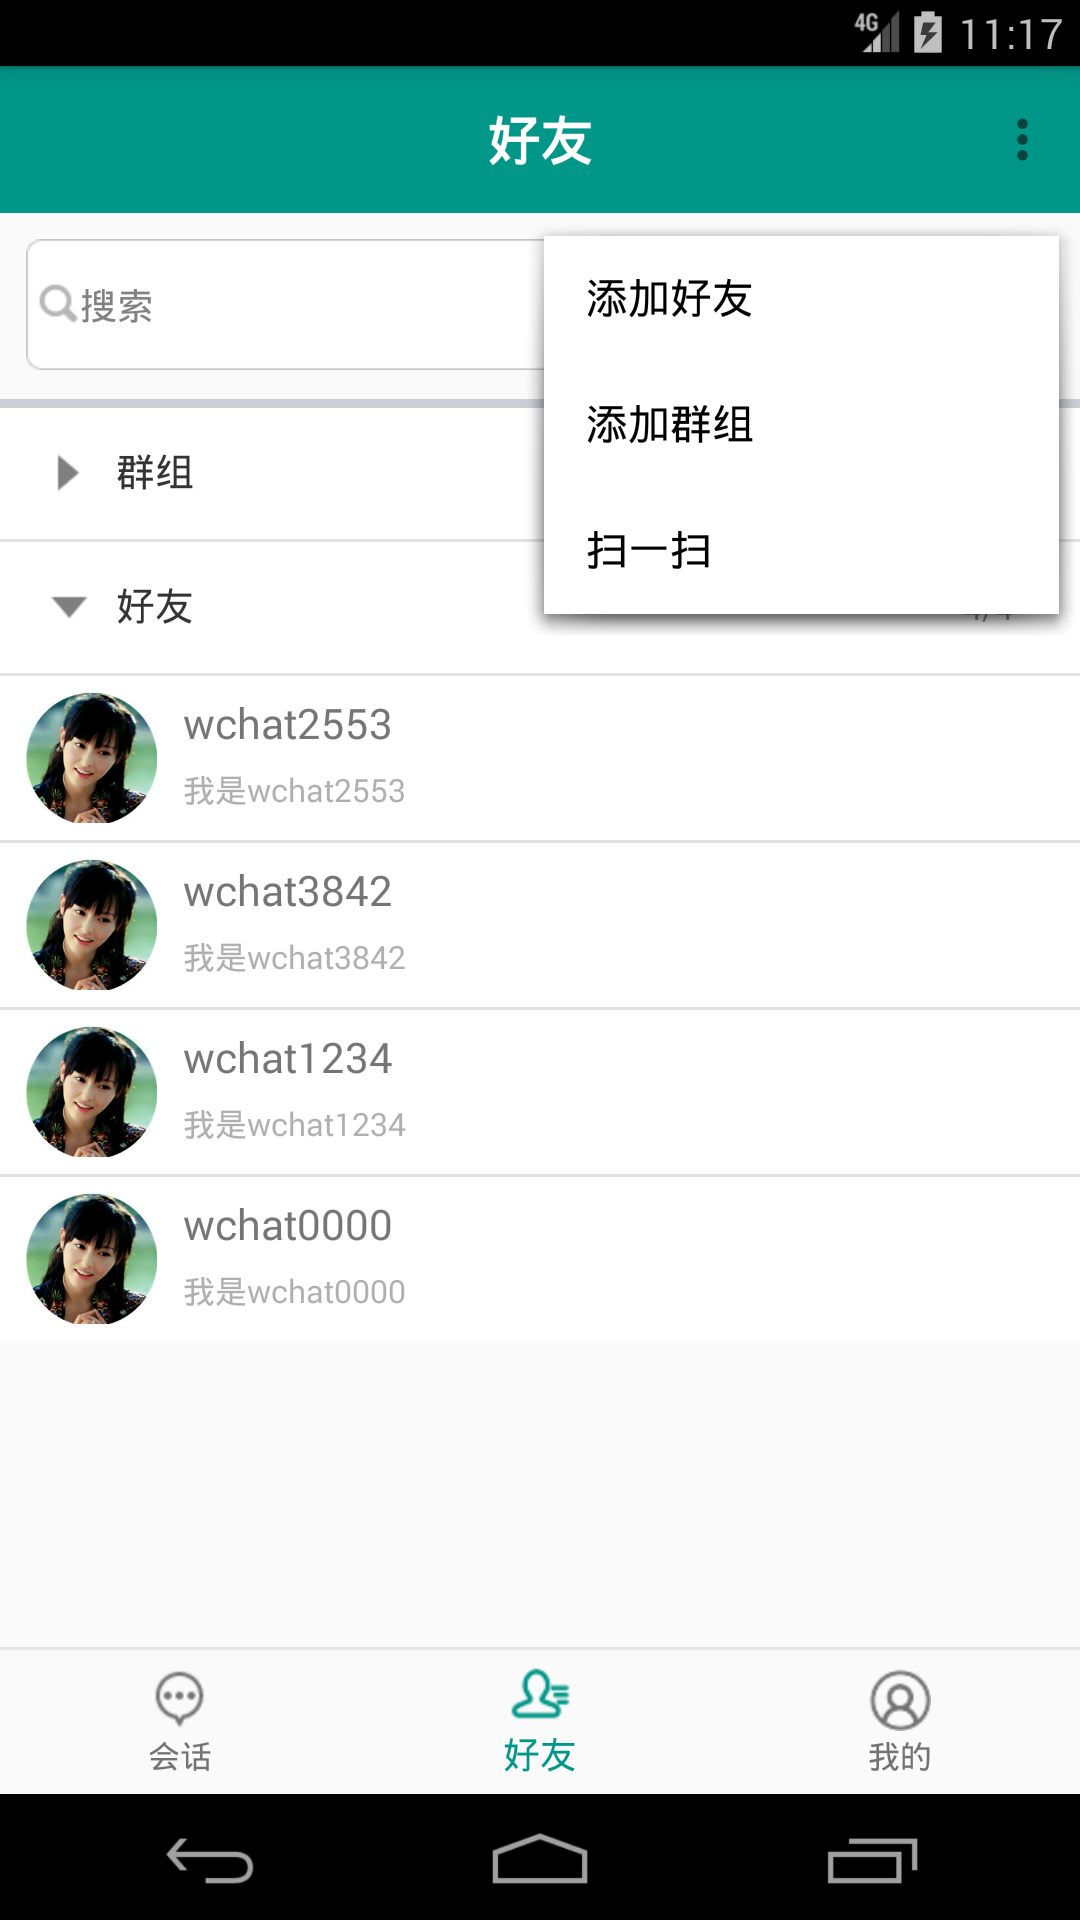 4G 11:17
好友
搜索
添加好友
添加群组
扫一扫
群组
好友
wchat2553
我是wchat2553
wchat3842
我是wchat3842
wchat1234
我是wchat1234
wchat0000
我是wchat0000
会话
好友
我的